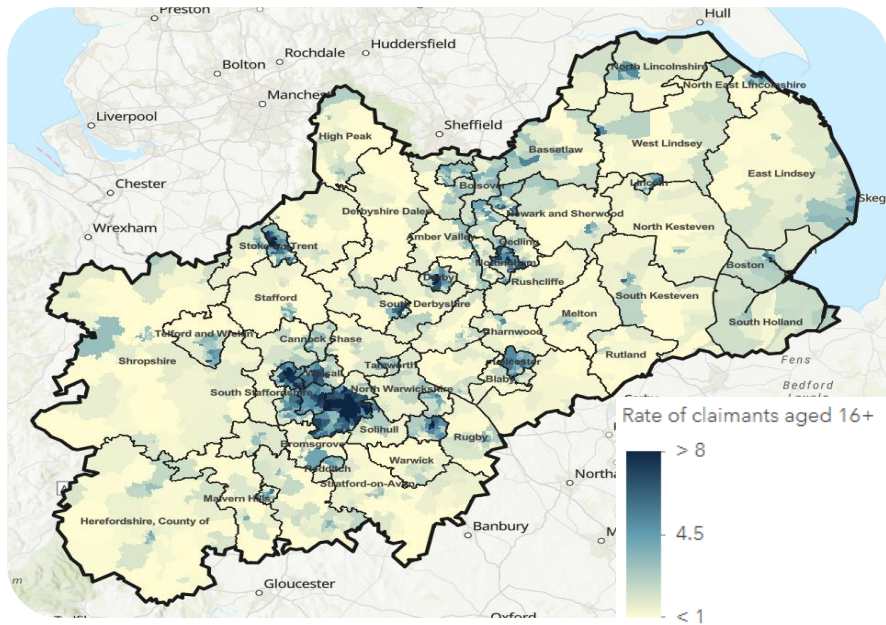 Preston
Hull
Huddersfield
Rochdale
Bolton
North Lincolnshire
North East Lincolnshire
Manches
Liverpool
Sheffield
High Peak
Bassetlaw
West Lindsey
East Lindsey
Chester
Bolsover
Lincoln
Skeg
Derbyshire Dales
Newark and Sherwood
Wrexham
Amber Valley
North Kesteven
Stoke-on-Trent
Gedling
Nottingham
Boston
Derby
Rushcliffe
Stafford
South Derbyshire
South Kesteven
Melton
South Holland
Telford and Wrekin
Cannock Chase
Charnwood
Shropshire
Rutland
Fens
Tamworth
Leicester
Walsall
Blaby
South Staffordshire
North Warwickshire
Bedford
Solihull
Rugby
Bromsgrove
Warwick
Redditch
Stratford-on-Avon
Malvern Hills
Herefordshire, County of
Banbury
Gloucester
Oxford
Rate of claimants aged 16+
> 8
4.5
< 1
Northa
M
m